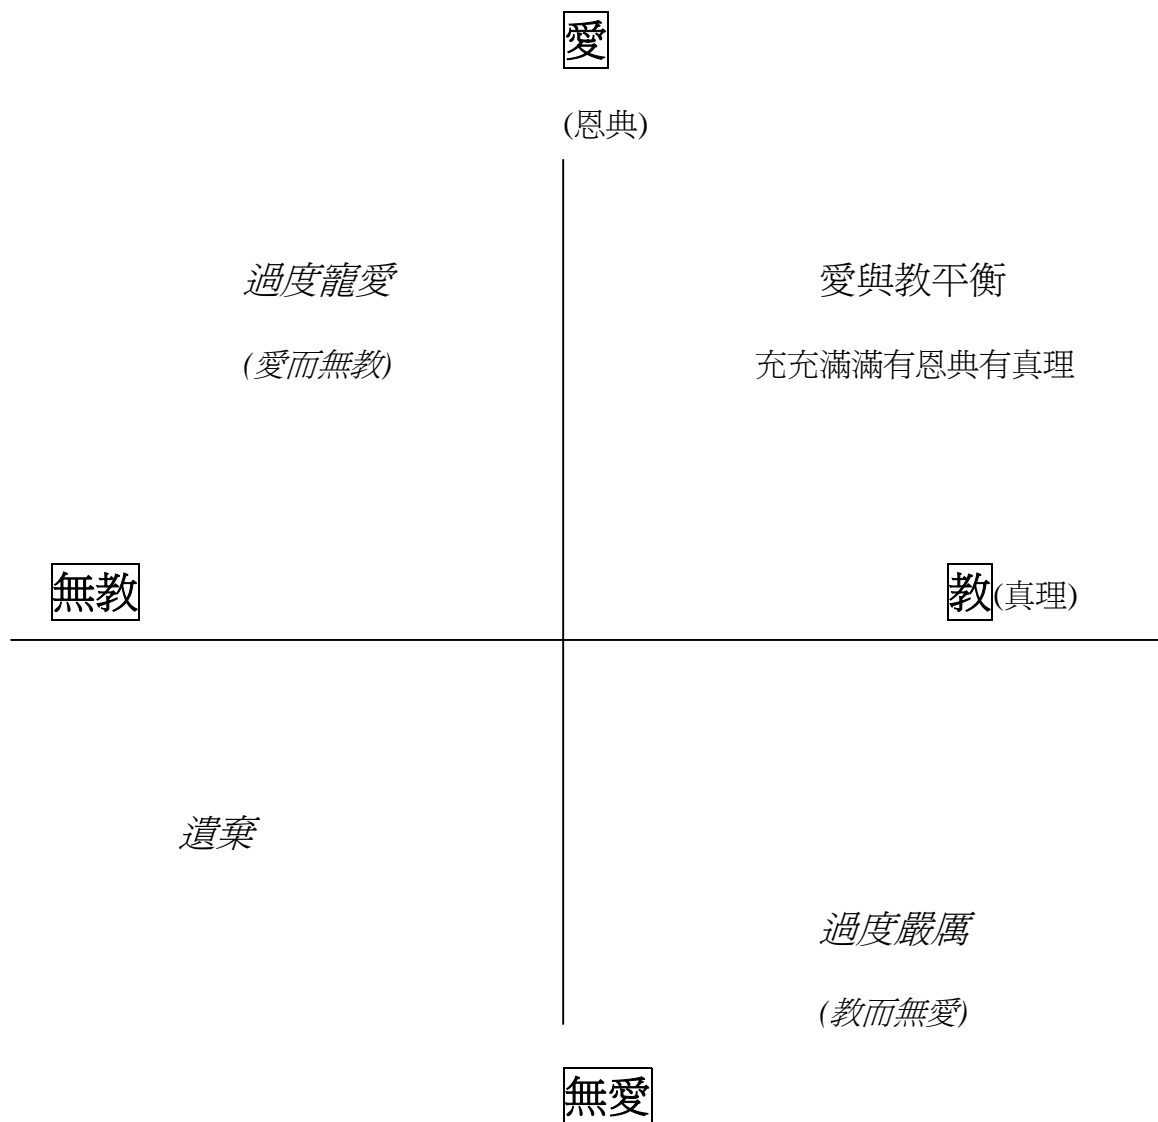 愛
(恩典)
過度寵愛
愛與教平衡
(愛而無教)
充充滿滿有恩典有真理
無教
教(真理)
遺棄
過度嚴厲
(教而無愛)
無愛